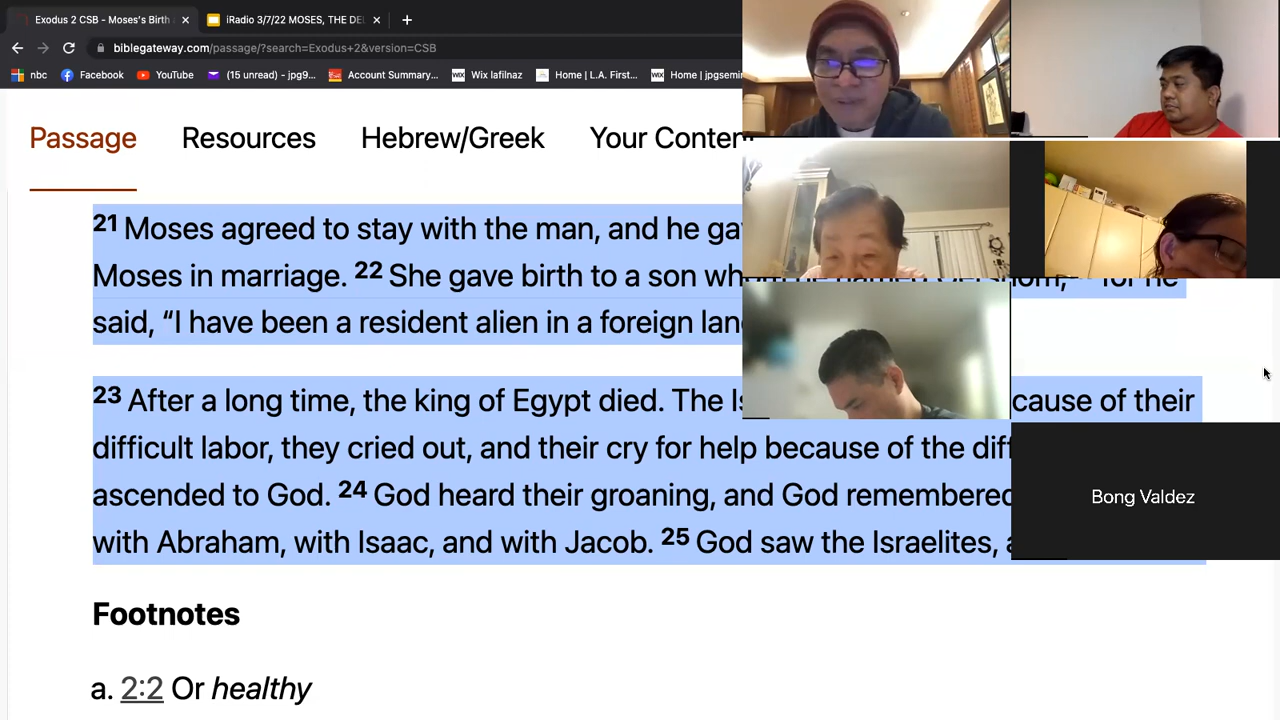 Exodus 2 CSB - Moses's Birth
iRadio 3/7/22 MOSES, THE DEL
biblegateway.com/passage/?search=Exodus+2&version=CSB
nbc Facebook YouTube (15 unread) - jpg9... Account Summary... Wix lafilnaz Home | L.A. First... Home | jpgsemi
Passage Resources Hebrew/Greek Your Conten
21 Moses agreed to stay with the man, and he ga
Moses in marriage. 22 She gave birth to a son wh for he
said, “I have been a resident alien in a foreign lan
23 After a long time, the king of Egypt died. The Is cause of their
difficult labor, they cried out, and their cry for help because of the diff
ascended to God. 24 God heard their groaning, and God remembered
with Abraham, with Isaac, and with Jacob. 25 God saw the Israelites, a
Bong Valdez
Footnotes
a. 2:2 Or healthy